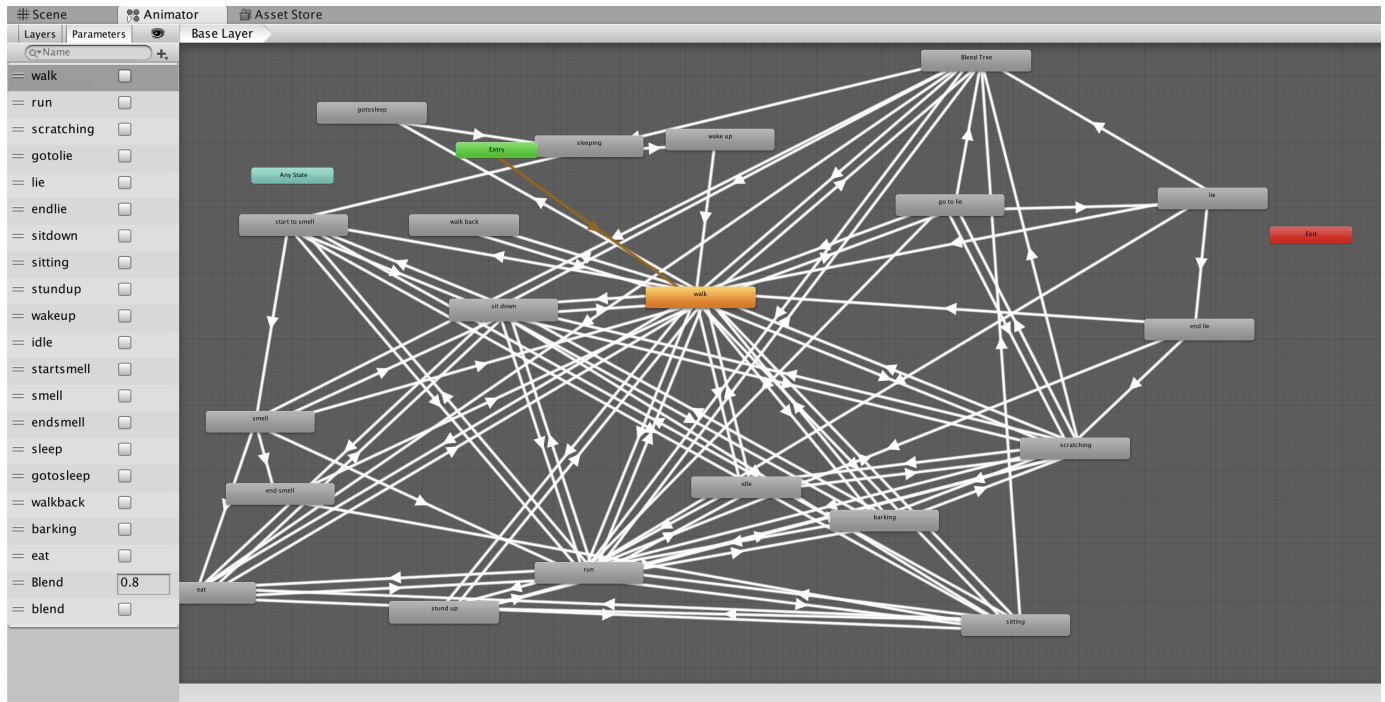 Scene
Animator
Asset Store
Layers
Parameters
Base Layer
Name
walk
run
scratching
gotolie
lie
endlie
sitdown
sitting
stundup
wakeup
idle
startsmell
smell
endsmell
sleep
gotosleep
walkback
barking
eat
Blend 0.8
blend
Blend Tree
gotosleep
wake up
sleeping
Entry
Any State
lie
go to lie
start to smell
walk back
Exit
walk
sit down
end lie
smell
scratching
idle
end smell
barking
run
eat
stund up
sitting